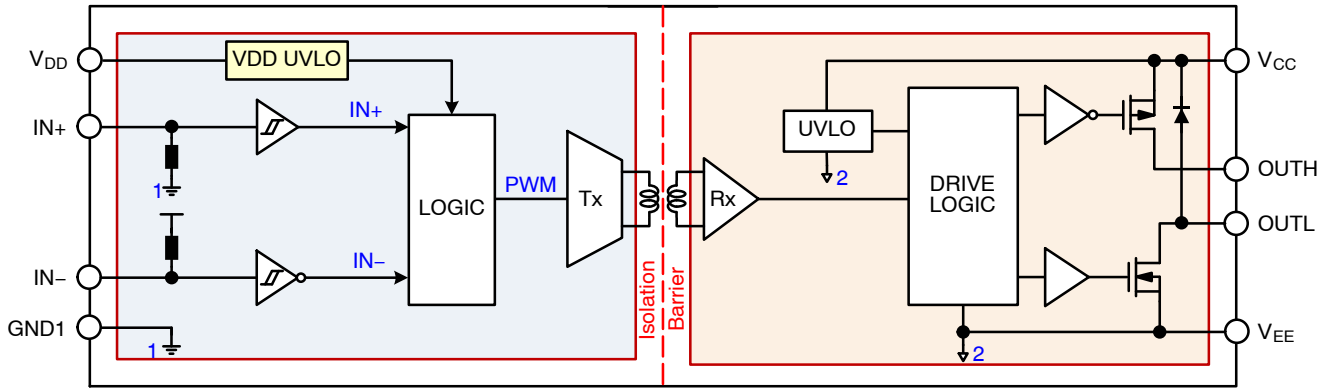 VDD
VDD UVLO
VCC
IN+
IN+
UVLO
2
OUTH
1
PWM
Tx
Rx
LOGIC
DRIVE
LOGIC
OUTL
IN−
IN−
Isolation
Barrier
GND1
1
2
VEE